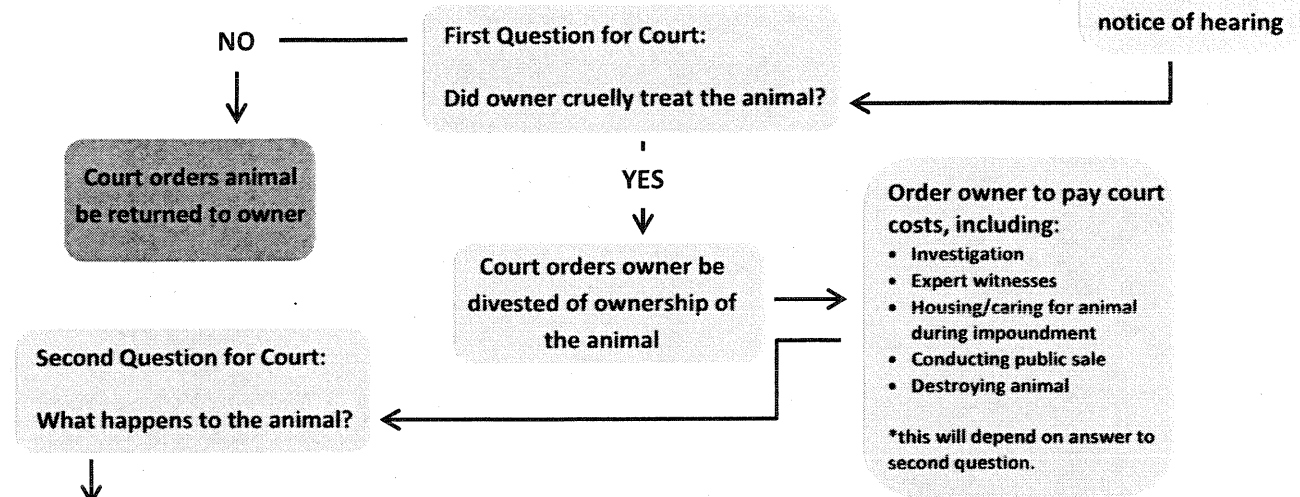 notice of hearing
NO
First Question for Court:
Did owner cruelly treat the animal?
Court orders animal
be returned to owner
YES
Court orders owner be
divested of ownership of
the animal
Order owner to pay court
costs, including:
• Investigation
• Expert witnesses
• Housing/caring for animal
during impoundment
• Conducting public sale
• Destroying animal
*this will depend on answer to
second question.
Second Question for Court:
What happens to the animal?